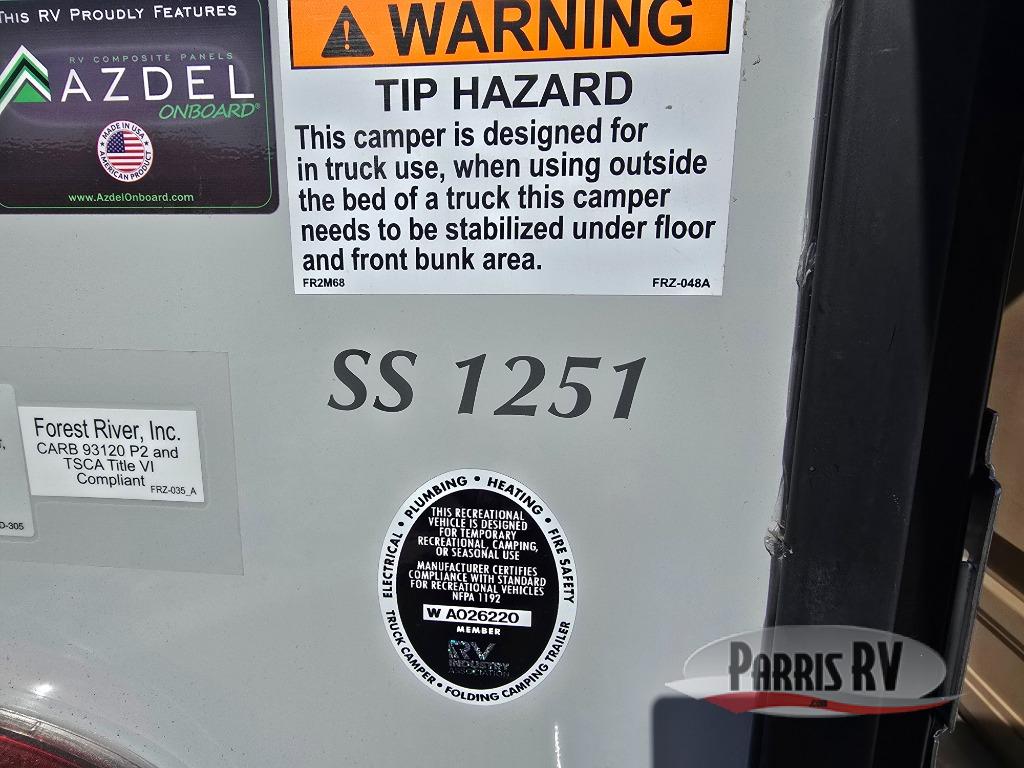 THIS RV PROUDLY FEATURES
RV COMPOSITE PANELS
AZDEL
ONBOARD®
MADE IN USA
AMERICAN PRODUCT
www.AzdelOnboard.com
WARNING
TIP HAZARD
This camper is designed for
in truck use, when using outside
the bed of a truck this camper
needs to be stabilized under floor
and front bunk area.
FR2M68
FRZ-048A
SS 1251
Forest River, Inc.
CARB 93120 P2 and
TSCA Title VI
Compliant
FRZ-035_A
D-305
ELECTRICAL • PLUMBING • HEATING • FIRE SAFETY
THIS RECREATIONAL
VEHICLE IS DESIGNED
FOR TEMPORARY
RECREATIONAL, CAMPING,
OR SEASONAL USE
MANUFACTURER CERTIFIES
COMPLIANCE WITH STANDARD
FOR RECREATIONAL VEHICLES
NFPA 1192
W A026220
MEMBER
RV
INDUSTRY
ASSOCIATION
TRUCK CAMPER • FOLDING CAMPING TRAILER
PARRIS RV
.com